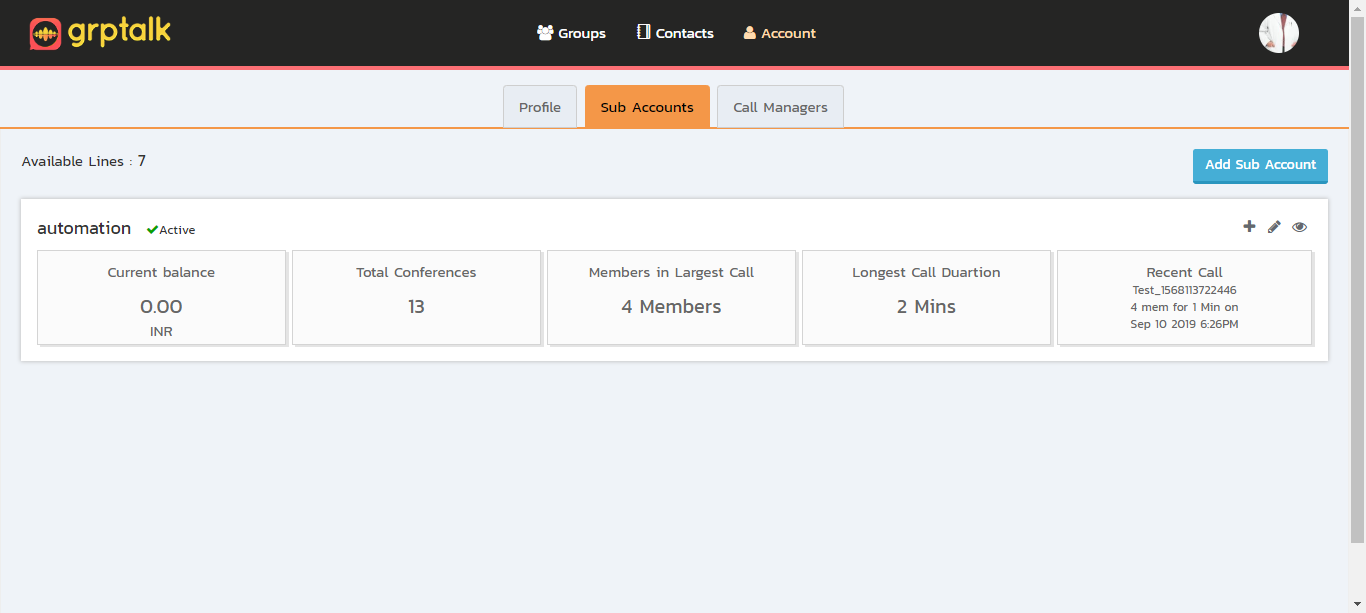 grptalk
Groups Contacts Account
Profile Sub Accounts Call Managers
Available Lines : 7
Add Sub Account
automation Active
Current balance
0.00
INR
Total Conferences
13
Members in Largest Call
4 Members
Longest Call Duartion
2 Mins
Recent Call
Test_1568113722446
4 mem for 1 Min on
Sep 10 2019 6:26PM